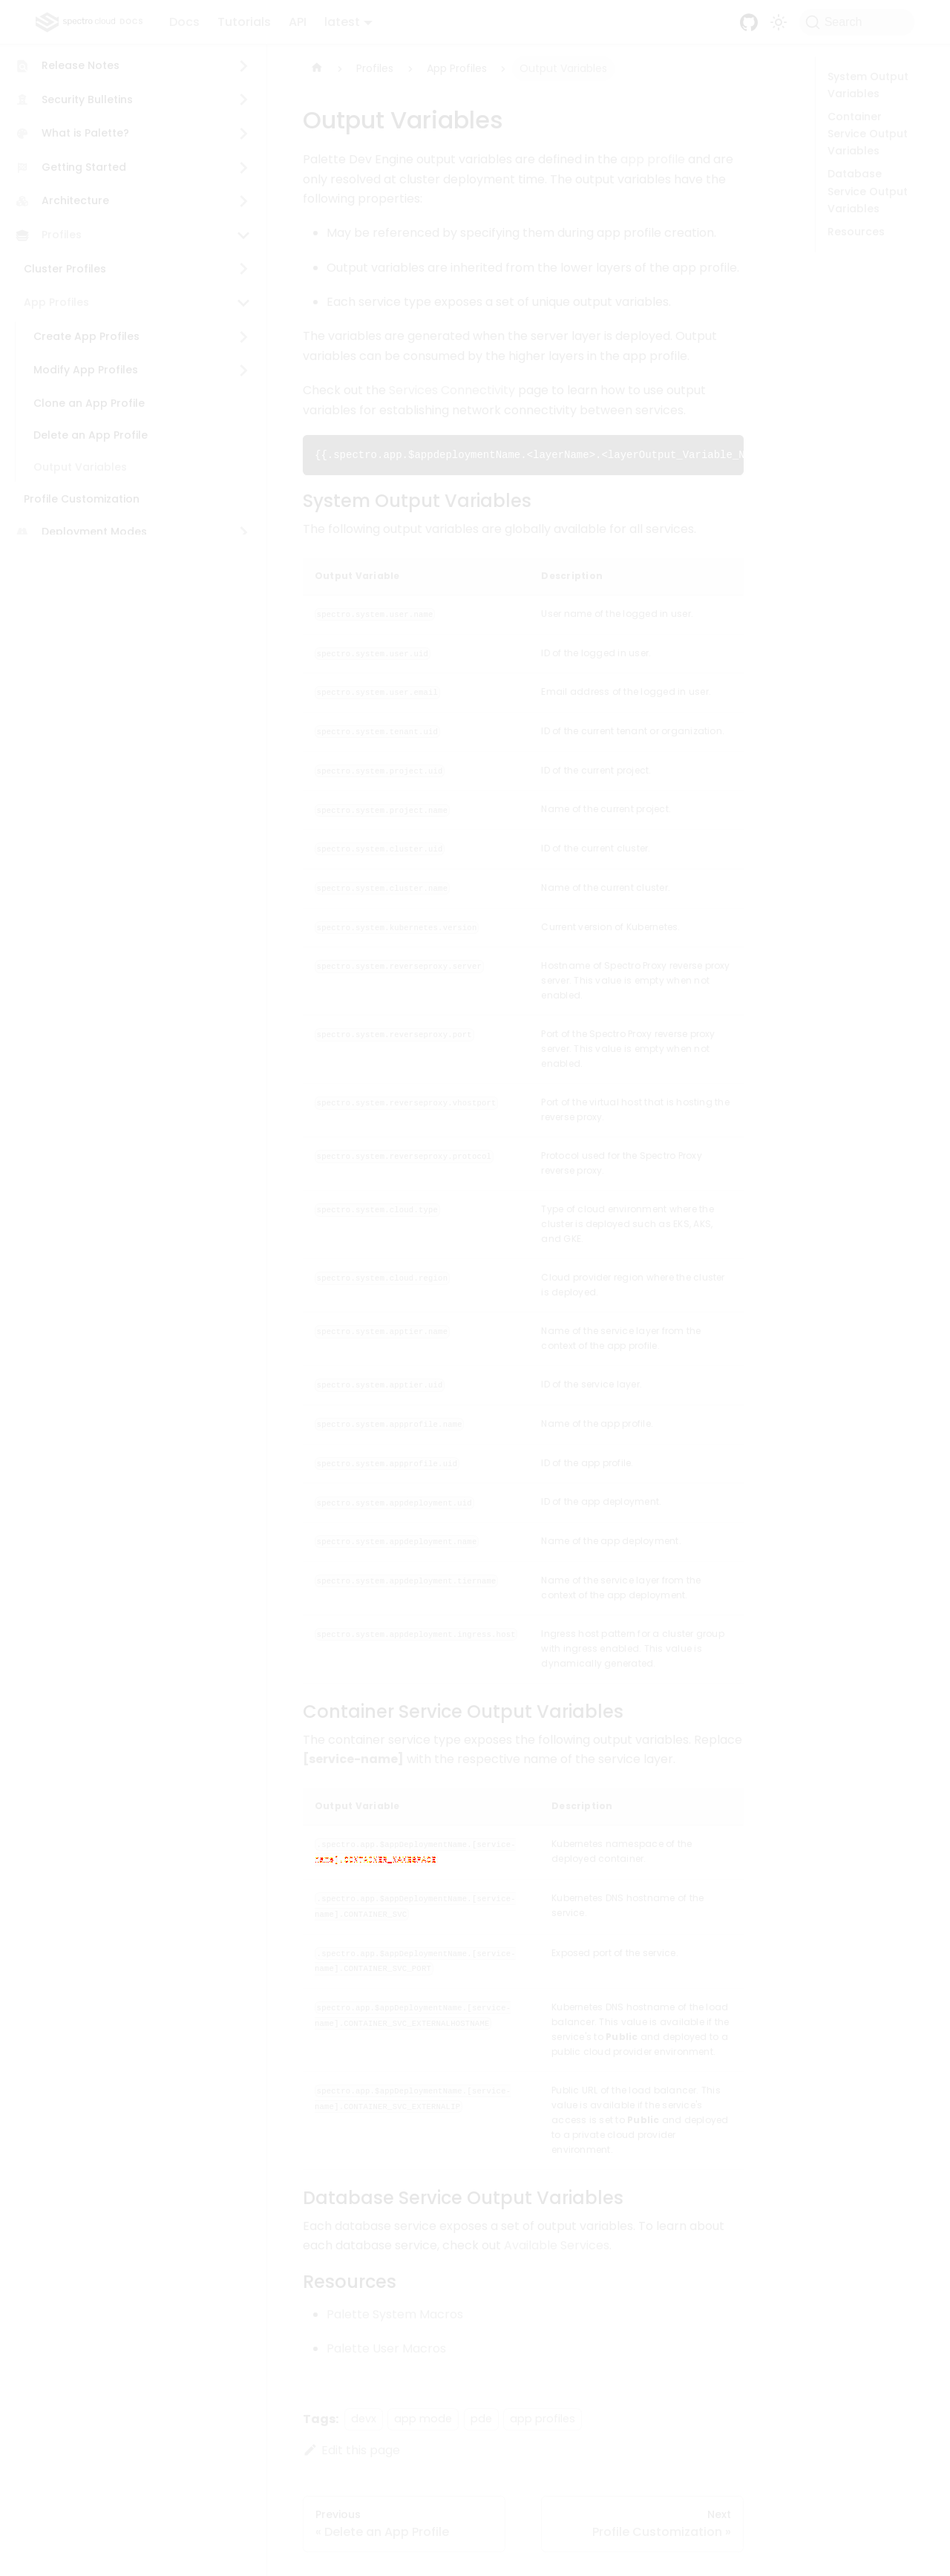 spectro cloud DOCS
Docs
Tutorials
API
latest
Search
Release Notes
Security Bulletins
What is Palette?
Getting Started
Architecture
Profiles
Cluster Profiles
App Profiles
Create App Profiles
Modify App Profiles
Clone an App Profile
Delete an App Profile
Output Variables
Profile Customization
Deployment Modes
Profiles
App Profiles
Output Variables
Output Variables
Palette Dev Engine output variables are defined in the app profile and are
only resolved at cluster deployment time. The output variables have the
following properties:
May be referenced by specifying them during app profile creation.
Output variables are inherited from the lower layers of the app profile.
Each service type exposes a set of unique output variables.
The variables are generated when the server layer is deployed. Output
variables can be consumed by the higher layers in the app profile.
Check out the Services Connectivity page to learn how to use output
variables for establishing network connectivity between services.
{{.spectro.app.$appdeploymentName.<layerName>.<layerOutput_Variable_N
System Output Variables
The following output variables are globally available for all services.
Output Variable
Description
spectro.system.user.name
User name of the logged in user.
spectro.system.user.uid
ID of the logged in user.
spectro.system.user.email
Email address of the logged in user.
spectro.system.tenant.uid
ID of the current tenant or organization.
spectro.system.project.uid
ID of the current project.
spectro.system.project.name
Name of the current project.
spectro.system.cluster.uid
ID of the current cluster.
spectro.system.cluster.name
Name of the current cluster.
spectro.system.kubernetes.version
Current version of Kubernetes.
spectro.system.reverseproxy.server
Hostname of Spectro Proxy reverse proxy
server. This value is empty when not
enabled.
spectro.system.reverseproxy.port
Port of the Spectro Proxy reverse proxy
server. This value is empty when not
enabled.
spectro.system.reverseproxy.vhostport
Port of the virtual host that is hosting the
reverse proxy.
spectro.system.reverseproxy.protocol
Protocol used for the Spectro Proxy
reverse proxy.
spectro.system.cloud.type
Type of cloud environment where the
cluster is deployed such as EKS, AKS,
and GKE.
spectro.system.cloud.region
Cloud provider region where the cluster
is deployed.
spectro.system.apptier.name
Name of the service layer from the
context of the app profile.
spectro.system.apptier.uid
ID of the service layer.
spectro.system.appprofile.name
Name of the app profile.
spectro.system.appprofile.uid
ID of the app profile.
spectro.system.appdeployment.uid
ID of the app deployment.
spectro.system.appdeployment.name
Name of the app deployment.
spectro.system.appdeployment.tiername
Name of the service layer from the
context of the app deployment.
spectro.system.appdeployment.ingress.host
Ingress host pattern for a cluster group
with ingress enabled. This value is
dynamically generated.
Container Service Output Variables
The container service type exposes the following output variables. Replace
[service-name] with the respective name of the service layer.
Output Variable
Description
.spectro.app.$appDeploymentName.[service-
name].CONTAINER_NAMESPACE
Kubernetes namespace of the
deployed container.
.spectro.app.$appDeploymentName.[service-
name].CONTAINER_SVC
Kubernetes DNS hostname of the
service.
.spectro.app.$appDeploymentName.[service-
name].CONTAINER_SVC_PORT
Exposed port of the service.
spectro.app.$appDeploymentName.[service-
name].CONTAINER_SVC_EXTERNALHOSTNAME
Kubernetes DNS hostname of the load
balancer. This value is available if the
service's to Public and deployed to a
public cloud provider environment.
spectro.app.$appDeploymentName.[service-
name].CONTAINER_SVC_EXTERNALIP
Public URL of the load balancer. This
value is available if the service's
access is set to Public and deployed
to a private cloud provider
environment.
Database Service Output Variables
Each database service exposes a set of output variables. To learn about
each database service, check out Available Services.
Resources
Palette System Macros
Palette User Macros
Tags:
devx
app mode
pde
app profiles
Edit this page
Previous
« Delete an App Profile
Next
Profile Customization »
System Output
Variables
Container
Service Output
Variables
Database
Service Output
Variables
Resources